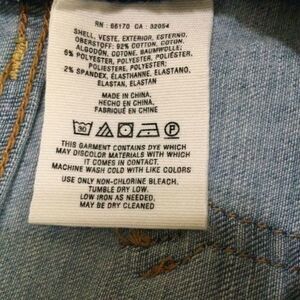 RN : 66170 CA : 32054
SHELL, VESTE, EXTERIOR, ESTERNO,
OBERSTOFF: 92% COTTON, COTON,
ALGODÓN, COTONE, BAUMWOLLE;
6% POLYESTER, POLYESTER, POLIÉSTER,
POLIESTERE, POLYESTER;
2% SPANDEX, ÉLASTHANNE, ELASTANO,
ELASTAN, ELASTAN
MADE IN CHINA,
HECHO EN CHINA,
FABRIQUÉ EN CHINE
30 P
THIS GARMENT CONTAINS DYE WHICH
MAY DISCOLOR MATERIALS WITH WHICH
IT COMES IN CONTACT.
MACHINE WASH COLD WITH LIKE COLORS
USE ONLY NON-CHLORINE BLEACH.
TUMBLE DRY LOW.
LOW IRON AS NEEDED.
MAY BE DRY CLEANED